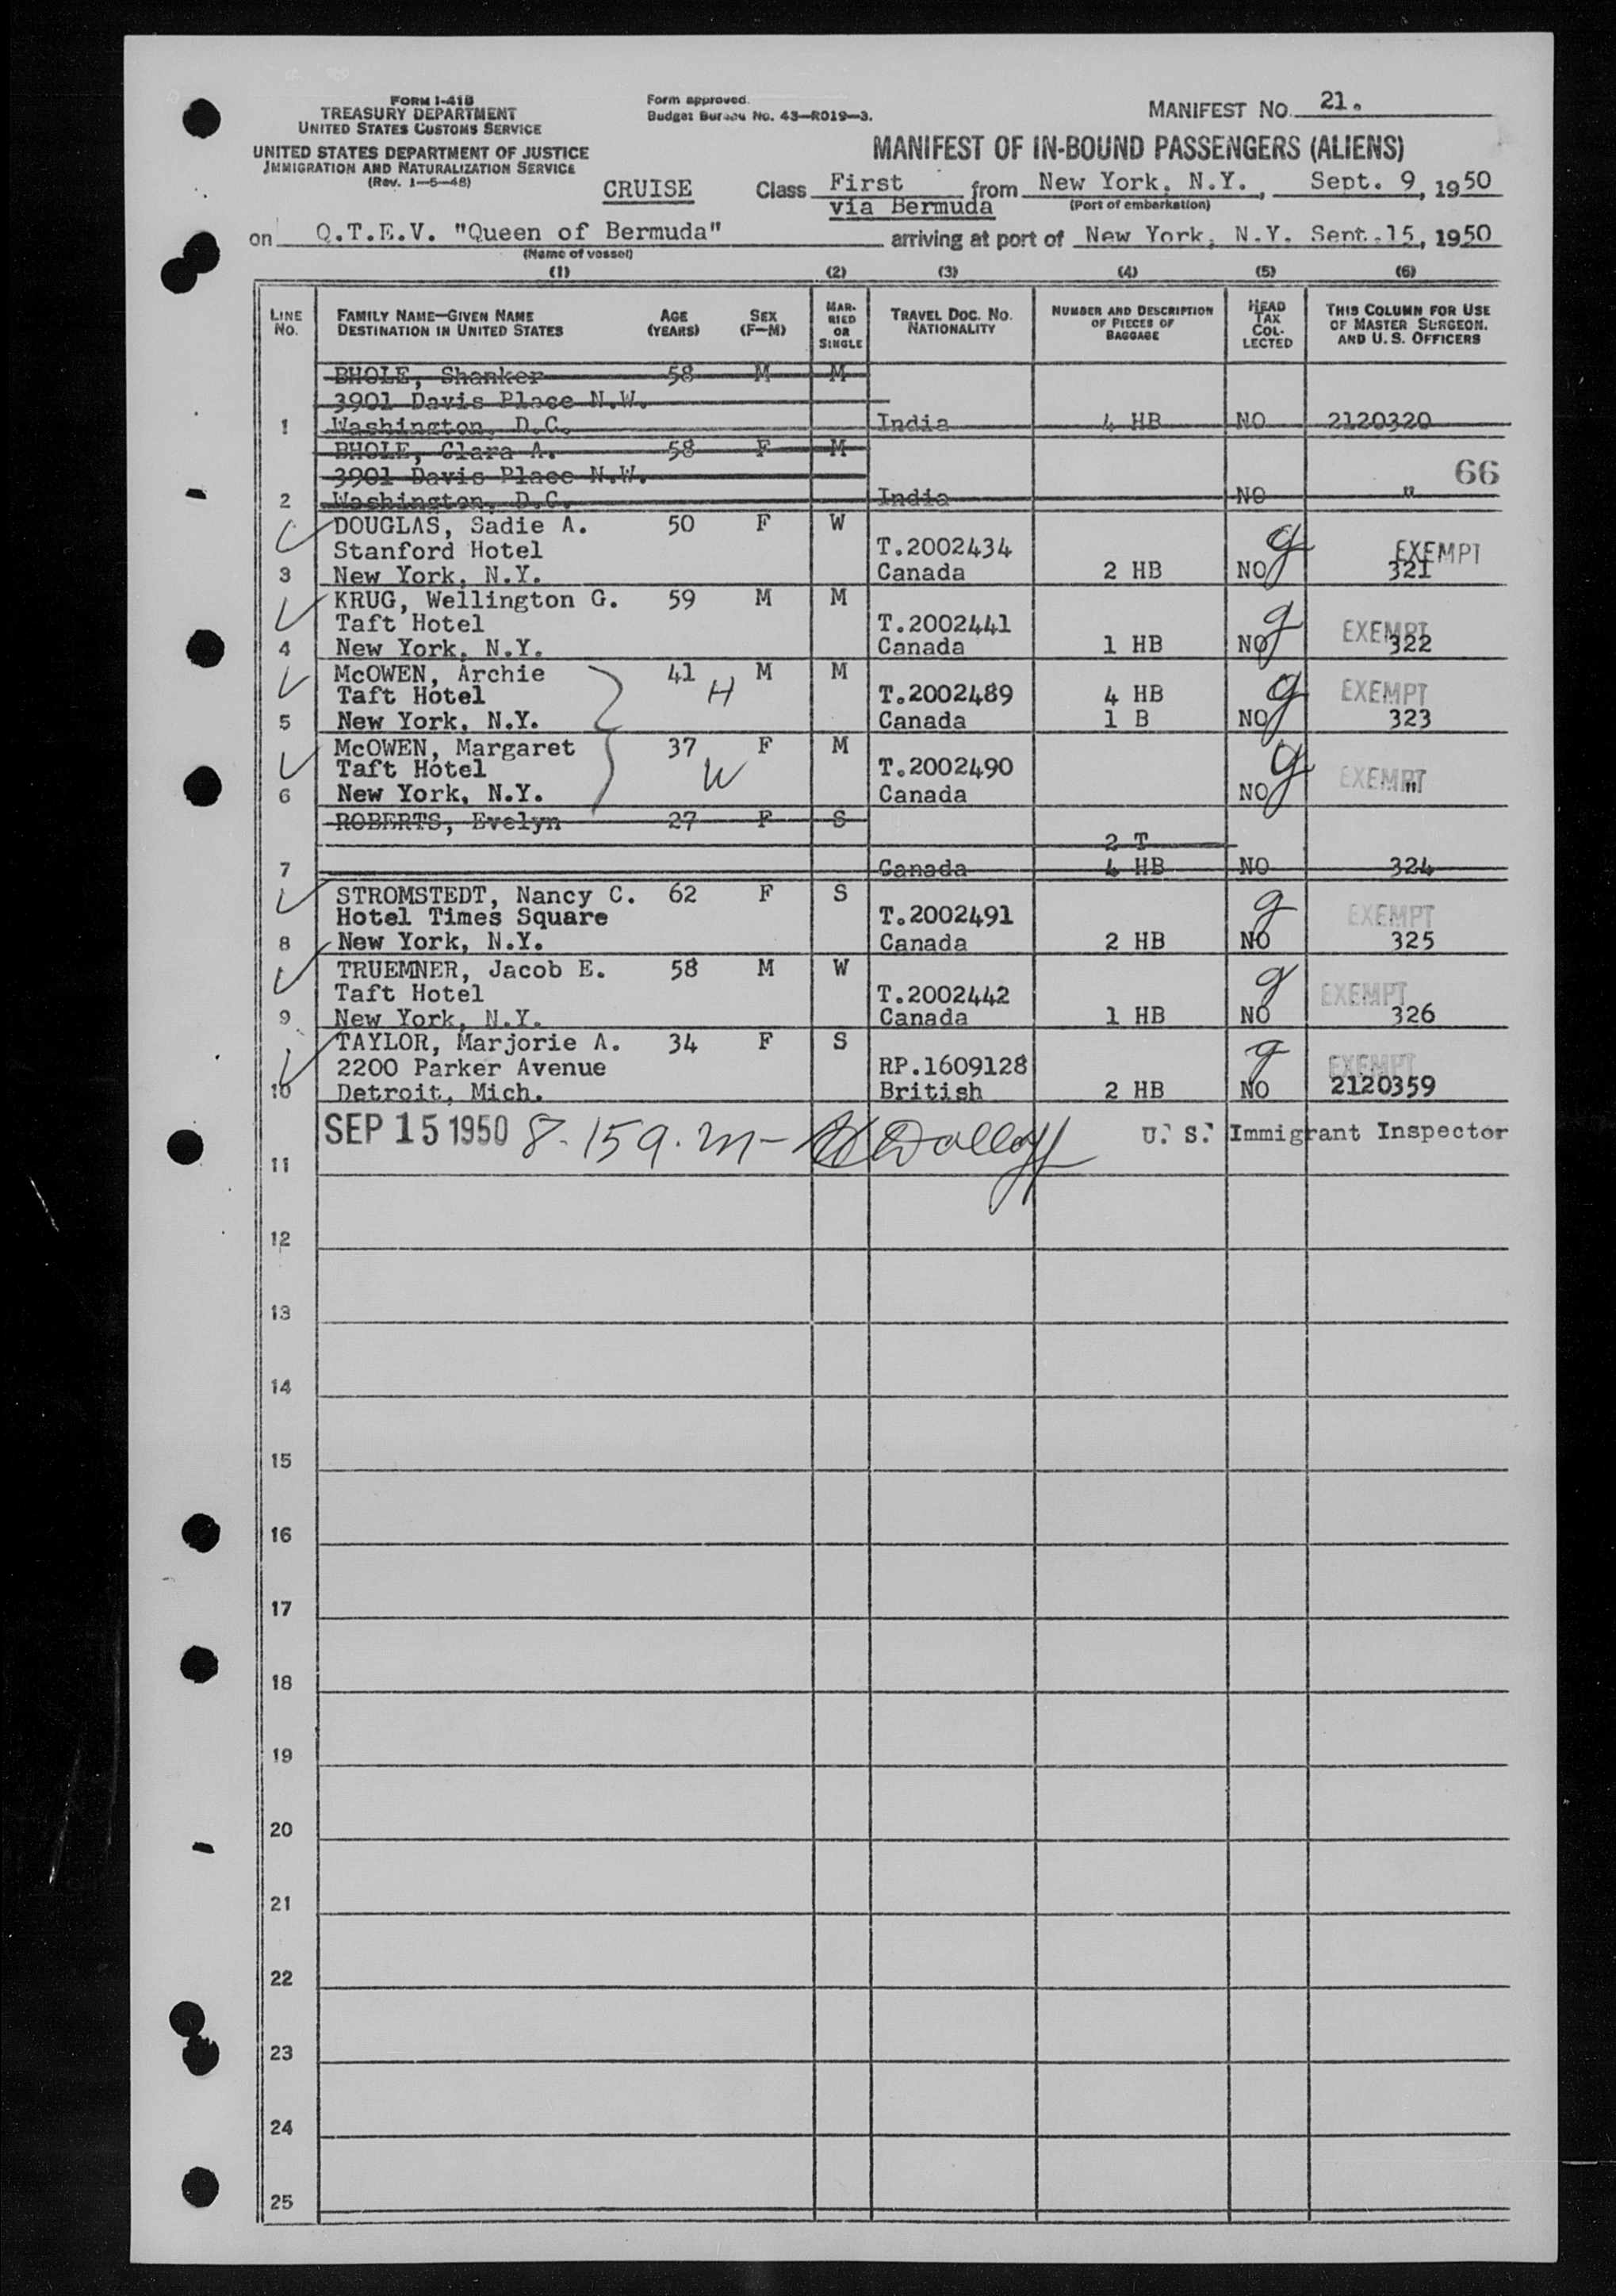 FORM I-418
TREASURY DEPARTMENT
UNITED STATES CUSTOMS SERVICE
UNITED STATES DEPARTMENT OF JUSTICE
IMMIGRATION AND NATURALIZATION SERVICE
(Rev. 1-5-48)
Form approved.
Budget Bureau No. 43-R019-3.
MANIFEST NO. 21.
MANIFEST OF IN-BOUND PASSENGERS (ALIENS)
CRUISE Class First from New York, N.Y., Sept. 9, 1950
via Bermuda (Port of embarkation)
on Q.T.E.V. "Queen of Bermuda" arriving at port of New York, N.Y. Sept.15, 1950
(Name of vessel)
(1) (2) (3) (4) (5) (6)
LINE NO. FAMILY NAME—GIVEN NAME DESTINATION IN UNITED STATES AGE (YEARS) SEX (F-M) MARRIED OR SINGLE TRAVEL DOC. NO. NATIONALITY NUMBER AND DESCRIPTION OF PIECES OF BAGGAGE HEAD TAX COLLECTED THIS COLUMN FOR USE OF MASTER SURGEON. AND U. S. OFFICERS
BHOLE, Shanker 58 M M
3901 Davis Place N.W.
1 Washington, D.C. India 4 HB NO 2120320
BHOLE, Clara A. 58 F M
3901 Davis Place N.W. 66
2 Washington, D.C. India NO "
DOUGLAS, Sadie A. 50 F W
Stanford Hotel T.2002434 EXEMPT
3 New York, N.Y. Canada 2 HB NO 321
KRUG, Wellington G. 59 M M
Taft Hotel T.2002441 EXEMPT
4 New York, N.Y. Canada 1 HB NO 322
McOWEN, Archie 41 H M M
Taft Hotel T.2002489 4 HB EXEMPT
5 New York, N.Y. Canada 1 B NO 323
McOWEN, Margaret 37 W F M
Taft Hotel T.2002490 EXEMPT
6 New York, N.Y. Canada NO "
ROBERTS, Evelyn 27 F S
2 T
7 Canada 4 HB NO 324
STROMSTEDT, Nancy C. 62 F S
Hotel Times Square T.2002491 EXEMPT
8 New York, N.Y. Canada 2 HB NO 325
TRUEMNER, Jacob E. 58 M W
Taft Hotel T.2002442 EXEMPT
9 New York, N.Y. Canada 1 HB NO 326
TAYLOR, Marjorie A. 34 F S
2200 Parker Avenue RP.1609128 EXEMPT
10 Detroit, Mich. British 2 HB NO 2120359
SEP 15 1950 U. S. Immigrant Inspector
11
12
13
14
15
16
17
18
19
20
21
22
23
24
25